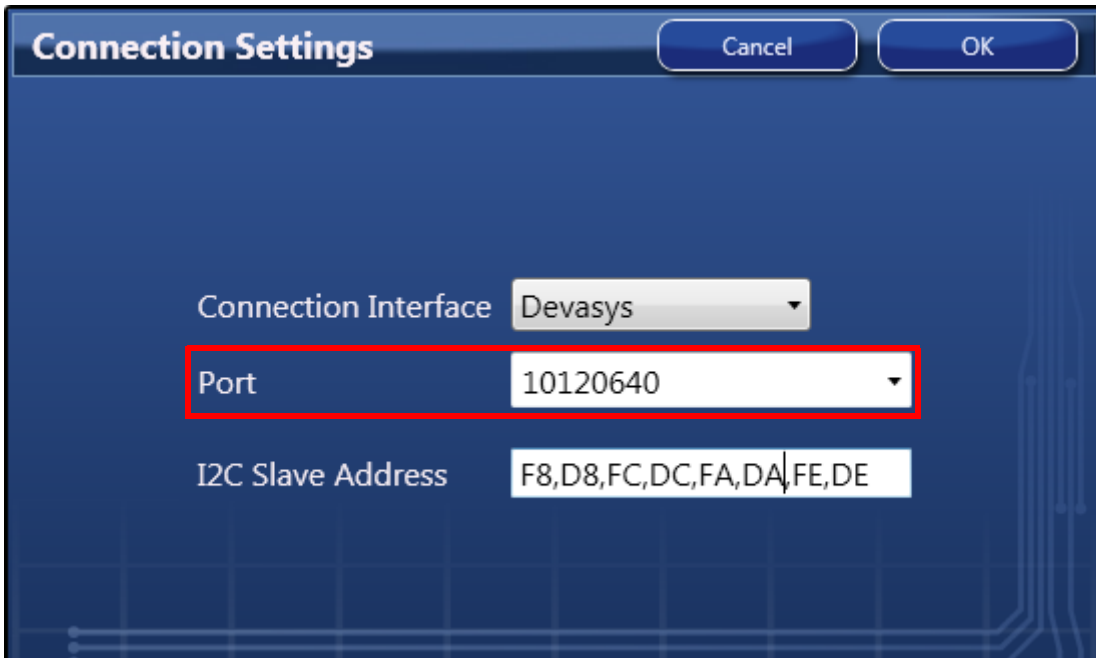 Connection Settings Cancel OK
Connection Interface Devasys
Port 10120640
I2C Slave Address F8,D8,FC,DC,FA,DA,FE,DE